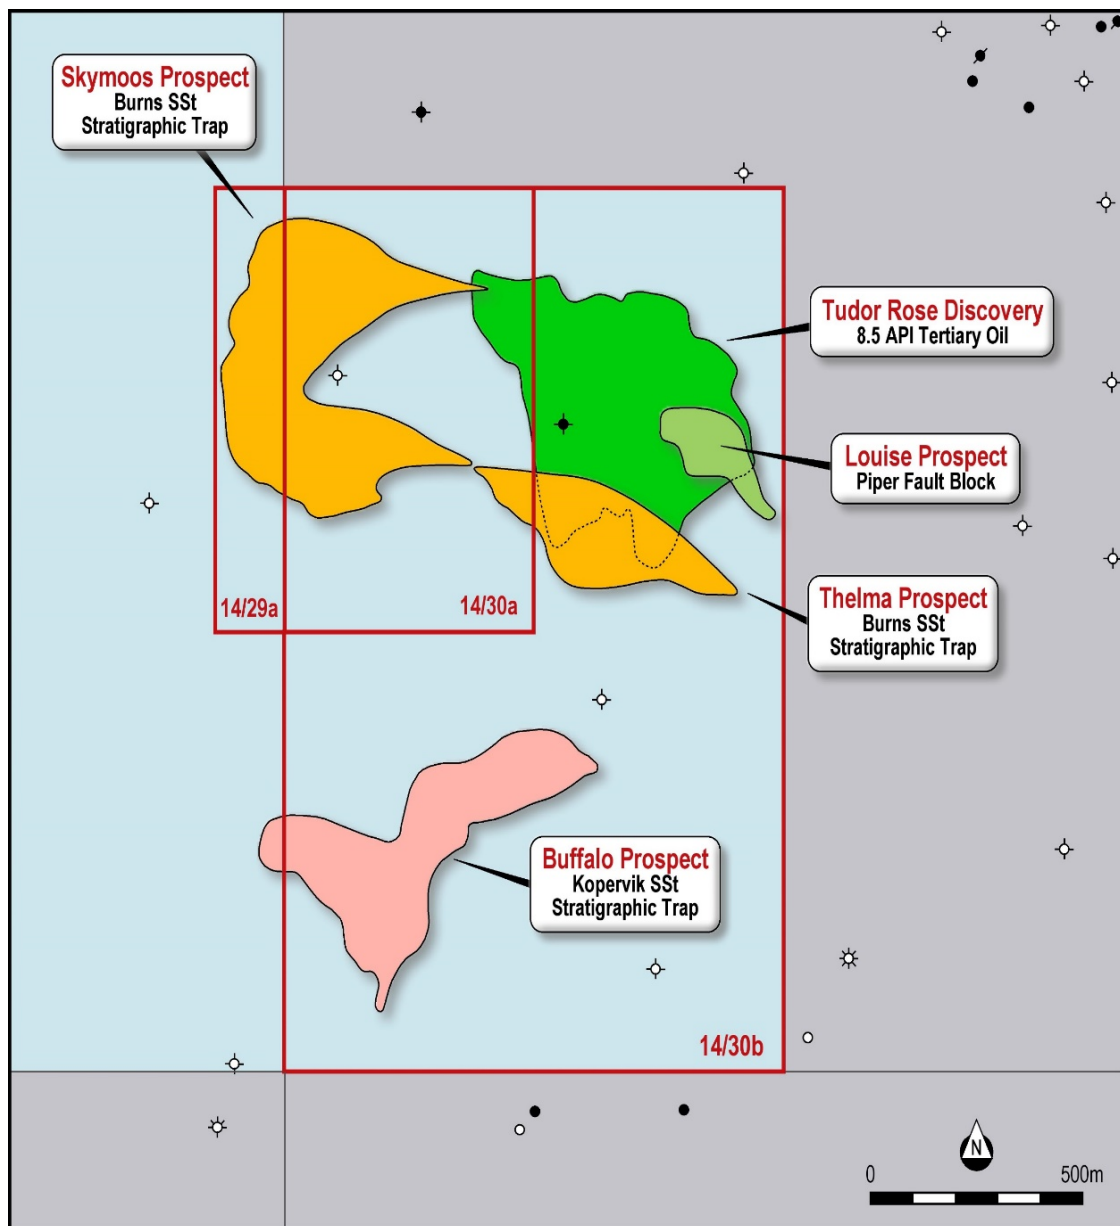 Skymoos Prospect
Burns SSt
Stratigraphic Trap
Tudor Rose Discovery
8.5 API Tertiary Oil
Louise Prospect
Piper Fault Block
14/29a
14/30a
Thelma Prospect
Burns SSt
Stratigraphic Trap
Buffalo Prospect
Kopervik SSt
Stratigraphic Trap
14/30b
N
0 500m